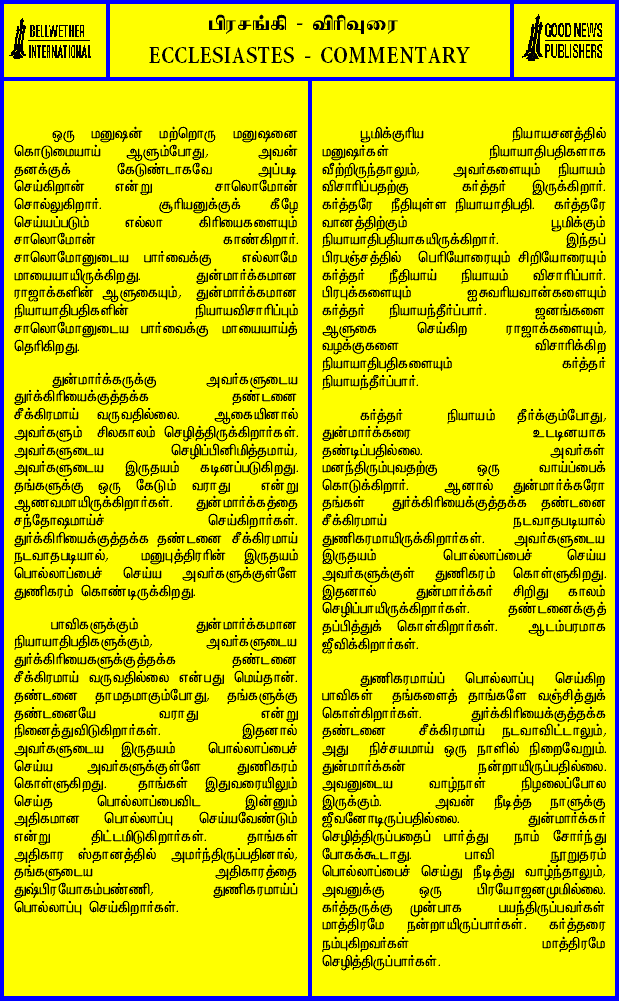 BELLWETHER
INTERNATIONAL
பிரசங்கி - விரிவுரை
ECCLESIASTES - COMMENTARY
GOOD NEWS
PUBLISHERS
ஒரு மனுஷன் மற்றொரு மனுஷனை
கொடுமையாய் ஆளும்போது, அவன்
தனக்குக் கேடுண்டாகவே அப்படி
செய்கிறான் என்று சாலொமோன்
சொல்லுகிறார். சூரியனுக்குக் கீழே
செய்யப்படும் எல்லா கிரியைகளையும்
சாலொமோன் காண்கிறார்.
சாலொமோனுடைய பார்வைக்கு எல்லாமே
மாயையாயிருக்கிறது. துன்மார்க்கமான
ராஜாக்களின் ஆளுகையும், துன்மார்க்கமான
நியாயாதிபதிகளின் நியாயவிசாரிப்பும்
சாலொமோனுடைய பார்வைக்கு மாயையாய்த்
தெரிகிறது.
துன்மார்க்கருக்கு அவர்களுடைய
துர்க்கிரியைக்குத்தக்க தண்டனை
சீக்கிரமாய் வருவதில்லை. ஆகையினால்
அவர்களும் சிலகாலம் செழித்திருக்கிறார்கள்.
அவர்களுடைய செழிப்பினிமித்தமாய்,
அவர்களுடைய இருதயம் கடினப்படுகிறது.
தங்களுக்கு ஒரு கேடும் வராது என்று
ஆணவமாயிருக்கிறார்கள். துன்மார்க்கத்தை
சந்தோஷமாய்ச் செய்கிறார்கள்.
துர்க்கிரியைக்குத்தக்க தண்டனை சீக்கிரமாய்
நடவாதபடியால், மனுபுத்திரரின் இருதயம்
பொல்லாப்பைச் செய்ய அவர்களுக்குள்ளே
துணிகரம் கொண்டிருக்கிறது.
பாவிகளுக்கும் துன்மார்க்கமான
நியாயாதிபதிகளுக்கும், அவர்களுடைய
துர்க்கிரியைகளுக்குத்தக்க தண்டனை
சீக்கிரமாய் வருவதில்லை என்பது மெய்தான்.
தண்டனை தாமதமாகும்போது, தங்களுக்கு
தண்டனையே வராது என்று
நினைத்துவிடுகிறார்கள். இதனால்
அவர்களுடைய இருதயம் பொல்லாப்பைச்
செய்ய அவர்களுக்குள்ளே துணிகரம்
கொள்ளுகிறது. தாங்கள் இதுவரையிலும்
செய்த பொல்லாப்பைவிட இன்னும்
அதிகமான பொல்லாப்பு செய்யவேண்டும்
என்று திட்டமிடுகிறார்கள். தாங்கள்
அதிகார ஸ்தானத்தில் அமர்ந்திருப்பதினால்,
தங்களுடைய அதிகாரத்தை
துஷ்பிரயோகம்பண்ணி, துணிகரமாய்ப்
பொல்லாப்பு செய்கிறார்கள்.
பூமிக்குரிய நியாயசனத்தில்
மனுஷர்கள் நியாயாதிபதிகளாக
வீற்றிருந்தாலும், அவர்களையும் நியாயம்
விசாரிப்பதற்கு கர்த்தர் இருக்கிறார்.
கர்த்தரே நீதியுள்ள நியாயாதிபதி. கர்த்தரே
வானத்திற்கும் பூமிக்கும்
நியாயாதிபதியாகயிருக்கிறார். இந்தப்
பிரபஞ்சத்தில் பெரியோரையும் சிறியோரையும்
கர்த்தர் நீதியாய் நியாயம் விசாரிப்பார்.
பிரபுக்களையும் ஐசுவரியவான்களையும்
கர்த்தர் நியாயந்தீர்ப்பார். ஜனங்களை
ஆளுகை செய்கிற ராஜாக்களையும்,
வழக்குகளை விசாரிக்கிற
நியாயாதிபதிகளையும் கர்த்தர்
நியாயந்தீர்ப்பார்.
கர்த்தர் நியாயம் தீர்க்கும்போது,
துன்மார்க்கரை உடடினயாக
தண்டிப்பதில்லை. அவர்கள்
மனந்திரும்புவதற்கு ஒரு வாய்ப்பைக்
கொடுக்கிறார். ஆனால் துன்மார்க்கரோ
தங்கள் துர்க்கிரியைக்குத்தக்க தண்டனை
சீக்கிரமாய் நடவாதபடியால்
துணிகரமாயிருக்கிறார்கள். அவர்களுடைய
இருதயம் பொல்லாப்பைச் செய்ய
அவர்களுக்குள் துணிகரம் கொள்ளுகிறது.
இதனால் துன்மார்க்கர் சிறிது காலம்
செழிப்பாயிருக்கிறார்கள். தண்டனைக்குத்
தப்பித்துக் கொள்கிறார்கள். ஆடம்பரமாக
ஜீவிக்கிறார்கள்.
துணிகரமாய்ப் பொல்லாப்பு செய்கிற
பாவிகள் தங்களைத் தாங்களே வஞ்சித்துக்
கொள்கிறார்கள். துர்க்கிரியைக்குத்தக்க
தண்டனை சீக்கிரமாய் நடவாவிட்டாலும்,
அது நிச்சயமாய் ஒரு நாளில் நிறைவேறும்.
துன்மார்க்கன் நன்றாயிருப்பதில்லை.
அவனுடைய வாழ்நாள் நிழலைப்போல
இருக்கும். அவன் நீடித்த நாளுக்கு
ஜீவனோடிருப்பதில்லை. துன்மார்க்கர்
செழித்திருப்பதைப் பார்த்து நாம் சோர்ந்து
போகக்கூடாது. பாவி நூறுதரம்
பொல்லாப்பைச் செய்து நீடித்து வாழ்ந்தாலும்,
அவனுக்கு ஒரு பிரயோஜனமுமில்லை.
கர்த்தருக்கு முன்பாக பயந்திருப்பவர்கள்
மாத்திரமே நன்றாயிருப்பார்கள். கர்த்தரை
நம்புகிறவர்கள் மாத்திரமே
செழித்திருப்பார்கள்.